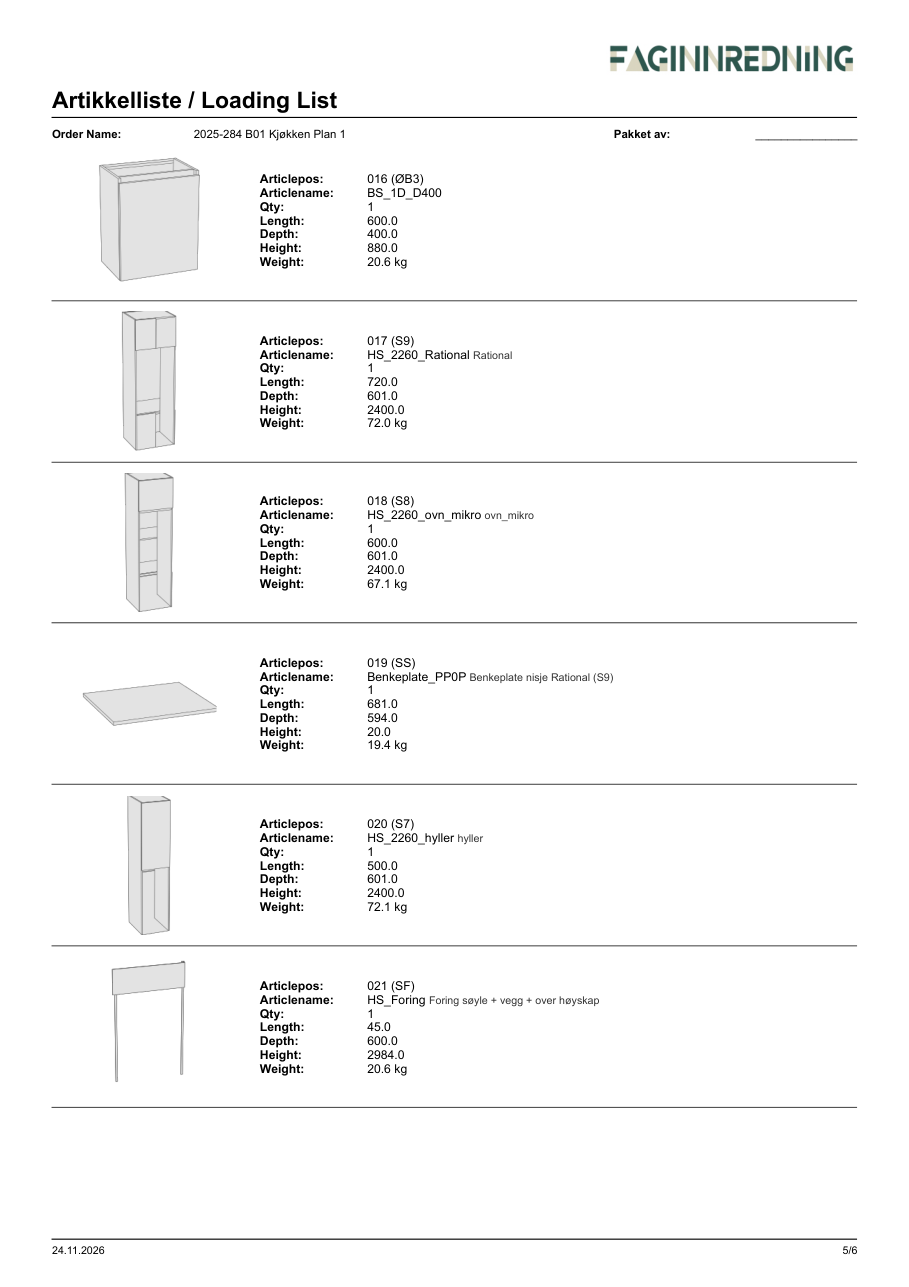 FAGINNREDNING
Artikkelliste / Loading List
Order Name: 2025-284 B01 Kjøkken Plan 1 Pakket av: ________________
Articlepos: 016 (ØB3)
Articlename: BS_1D_D400
Qty: 1
Length: 600.0
Depth: 400.0
Height: 880.0
Weight: 20.6 kg
Articlepos: 017 (S9)
Articlename: HS_2260_Rational Rational
Qty: 1
Length: 720.0
Depth: 601.0
Height: 2400.0
Weight: 72.0 kg
Articlepos: 018 (S8)
Articlename: HS_2260_ovn_mikro ovn_mikro
Qty: 1
Length: 600.0
Depth: 601.0
Height: 2400.0
Weight: 67.1 kg
Articlepos: 019 (SS)
Articlename: Benkeplate_PP0P Benkeplate nisje Rational (S9)
Qty: 1
Length: 681.0
Depth: 594.0
Height: 20.0
Weight: 19.4 kg
Articlepos: 020 (S7)
Articlename: HS_2260_hyller hyller
Qty: 1
Length: 500.0
Depth: 601.0
Height: 2400.0
Weight: 72.1 kg
Articlepos: 021 (SF)
Articlename: HS_Foring Foring søyle + vegg + over høyskap
Qty: 1
Length: 45.0
Depth: 600.0
Height: 2984.0
Weight: 20.6 kg
24.11.2026 5/6